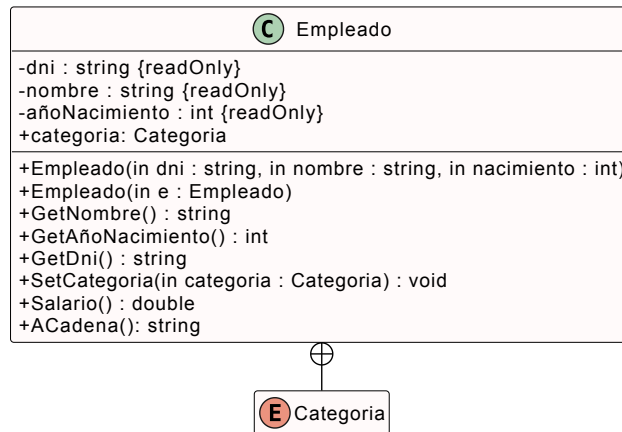 C Empleado
-dni : string {readOnly}
-nombre : string {readOnly}
-añoNacimiento : int {readOnly}
+categoria: Categoria
+Empleado(in dni : string, in nombre : string, in nacimiento : int)
+Empleado(in e : Empleado)
+GetNombre() : string
+GetAñoNacimiento() : int
+GetDni() : string
+SetCategoria(in categoria : Categoria) : void
+Salario() : double
+ACadena(): string
E Categoria